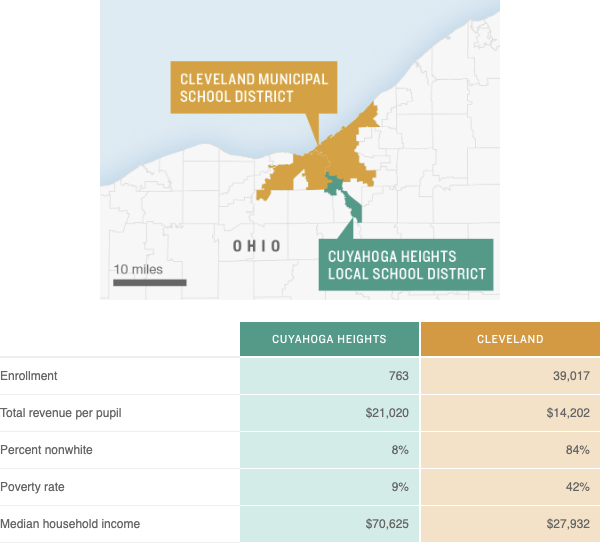 CLEVELAND MUNICIPAL
SCHOOL DISTRICT
OHIO
CUYAHOGA HEIGHTS
LOCAL SCHOOL DISTRICT
10 miles
CUYAHOGA HEIGHTS CLEVELAND
Enrollment 763 39,017
Total revenue per pupil $21,020 $14,202
Percent nonwhite 8% 84%
Poverty rate 9% 42%
Median household income $70,625 $27,932